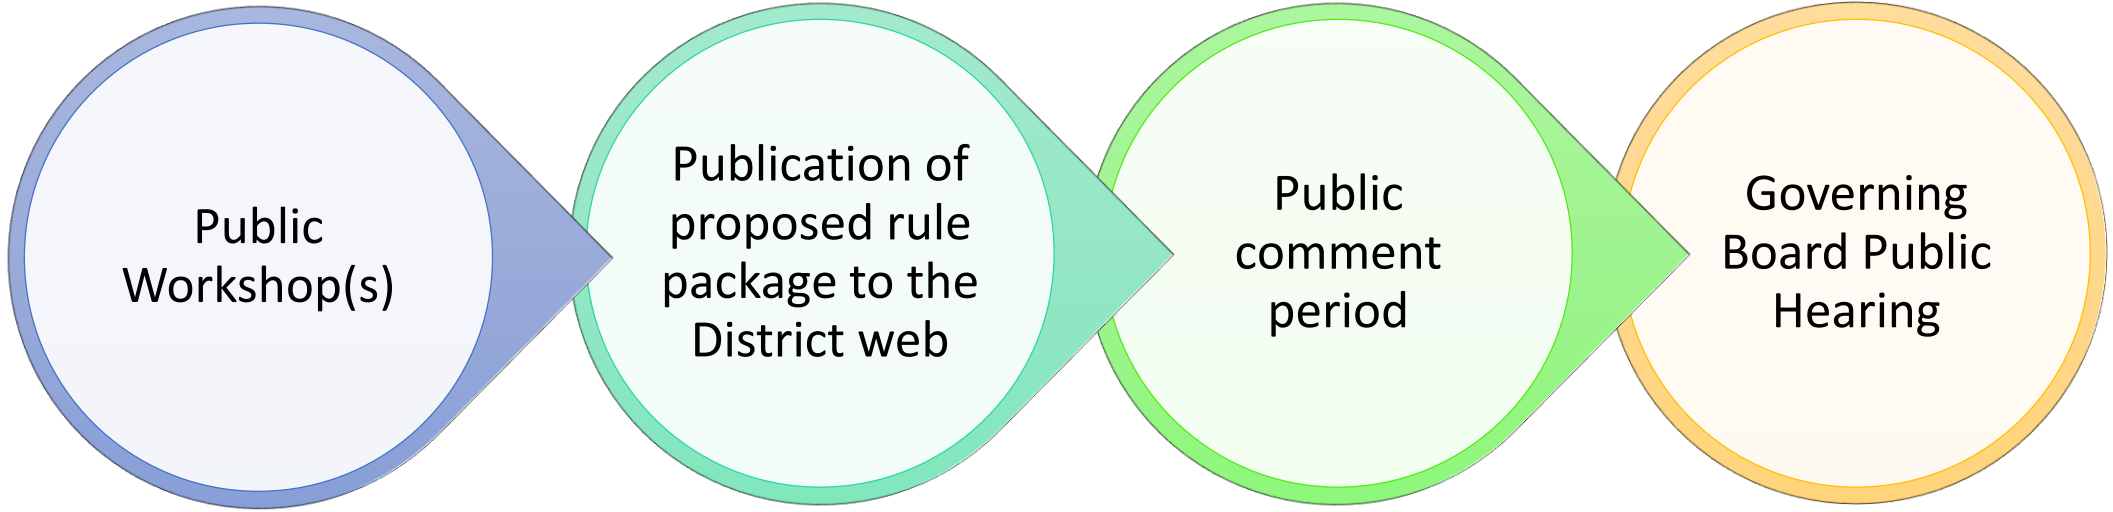 Public
Workshop(s)
Publication of
proposed rule
package to the
District web
Public
comment
period
Governing
Board Public
Hearing